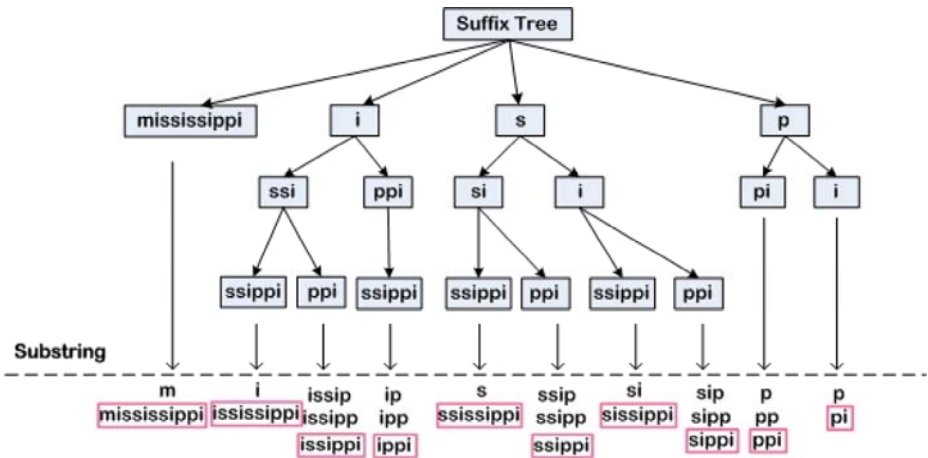 Suffix Tree
mississippi i s p
ssi ppi si i pi i
ssippi ppi ssippi ssippi ppi ssippi ppi
Substring
m i issip ip s ssip si sip p p
mississippi ississippi issipp ipp ssissippi ssipp sissippi sipp pp pi
issippi ippi ssippi sippi ppi